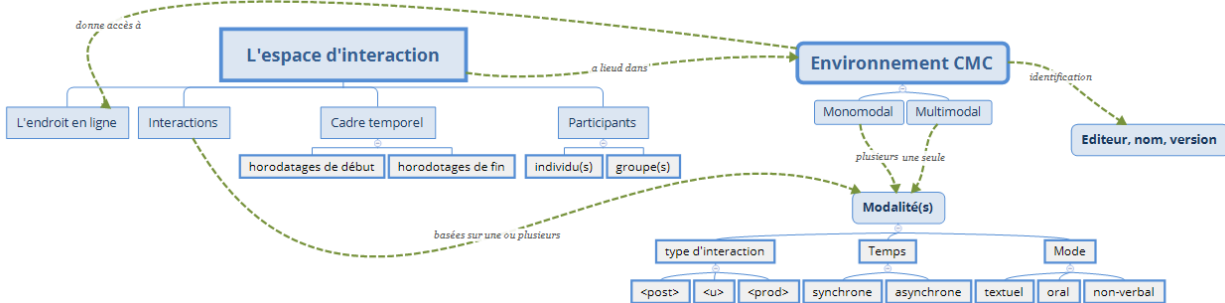 donne accès à
L'espace d'interaction
a lieud dans'
Environnement CMC
identification
L'endroit en ligne
Interactions
Cadre temporel
Participants
Monomodal
Multimodal
Editeur, nom, version
horodatages de début
horodotages de fin
individu(s)
groupe(s)
plusieurs
une seule
Modalité(s)
basées sur une ou plusieurs
type d'interaction
Temps
Mode
<post>
<u>
<prod>
synchrone
asynchrone
textuel
oral
non-verbal